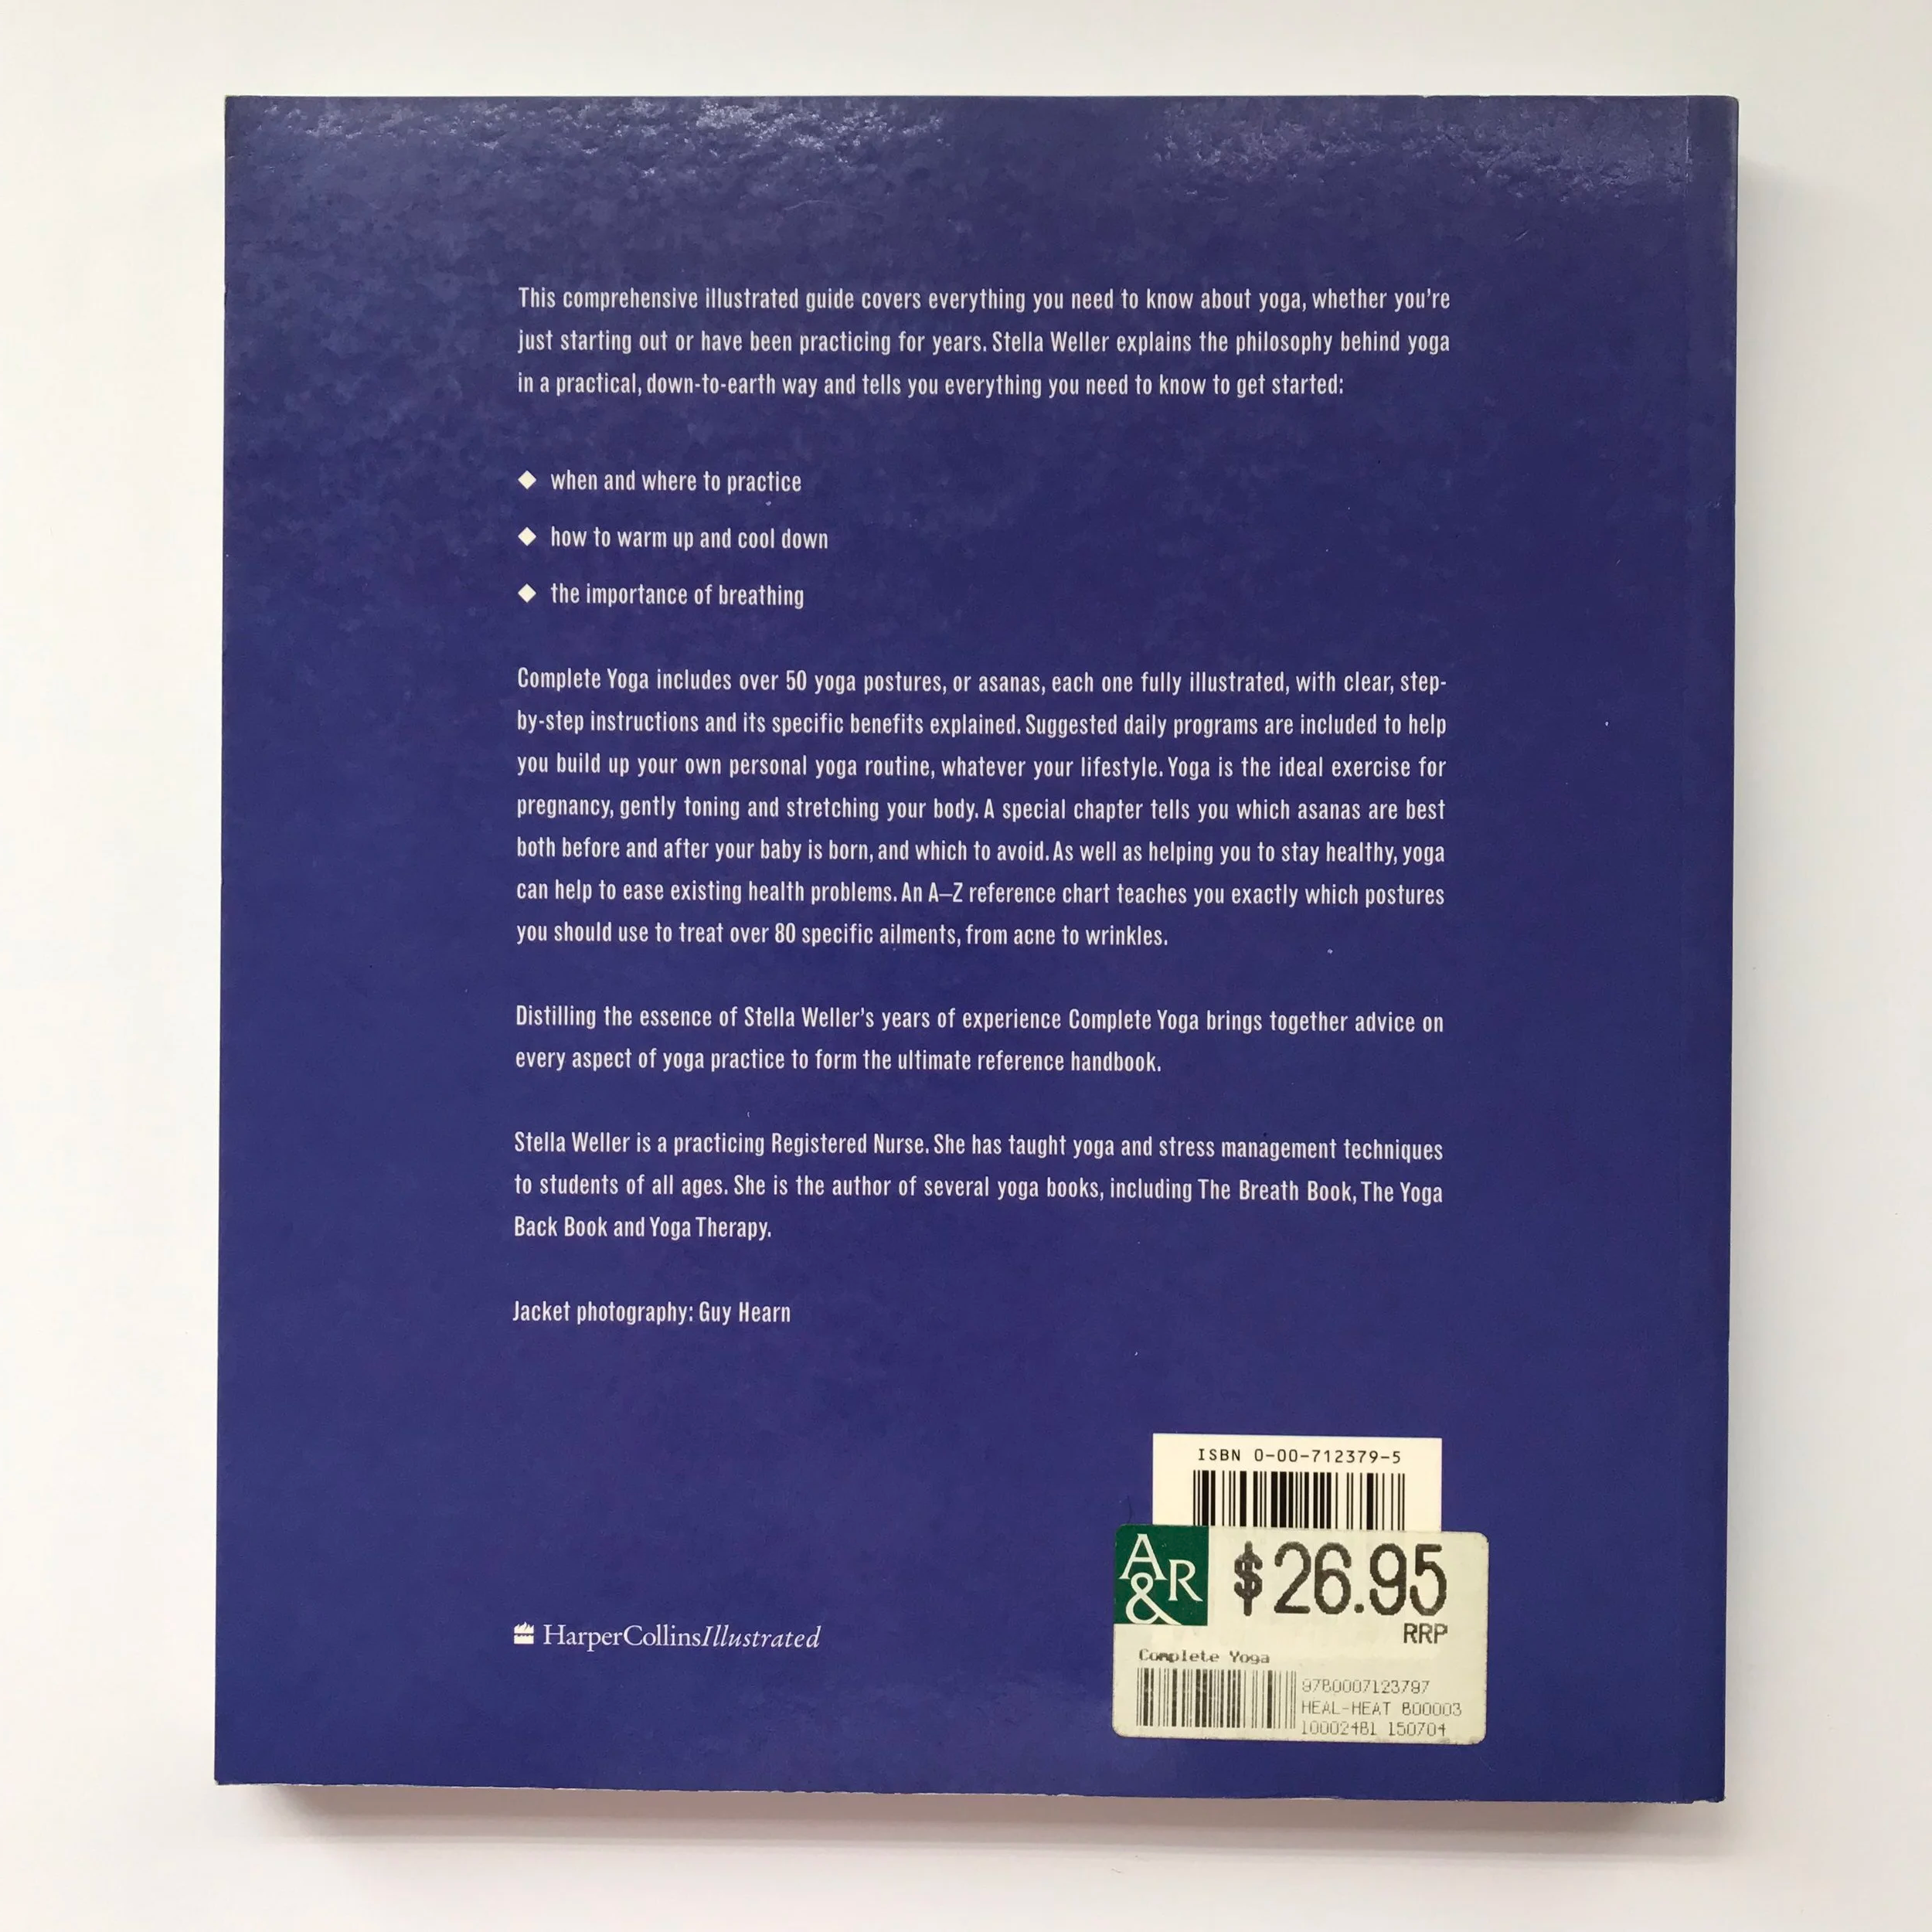 This comprehensive illustrated guide covers everything you need to know about yoga, whether you're
just starting out or have been practicing for years. Stella Weller explains the philosophy behind yoga
in a practical, down-to-earth way and tells you everything you need to know to get started:
◆ when and where to practice
◆ how to warm up and cool down
◆ the importance of breathing
Complete Yoga includes over 50 yoga postures, or asanas, each one fully illustrated, with clear, step-
by-step instructions and its specific benefits explained. Suggested daily programs are included to help
you build up your own personal yoga routine, whatever your lifestyle. Yoga is the ideal exercise for
pregnancy, gently toning and stretching your body. A special chapter tells you which asanas are best
both before and after your baby is born, and which to avoid. As well as helping you to stay healthy, yoga
can help to ease existing health problems. An A–Z reference chart teaches you exactly which postures
you should use to treat over 80 specific ailments, from acne to wrinkles.
Distilling the essence of Stella Weller's years of experience Complete Yoga brings together advice on
every aspect of yoga practice to form the ultimate reference handbook.
Stella Weller is a practicing Registered Nurse. She has taught yoga and stress management techniques
to students of all ages. She is the author of several yoga books, including The Breath Book, The Yoga
Back Book and Yoga Therapy.
Jacket photography: Guy Hearn
ISBN 0-00-712379-5
A&R
$26.95
RRP
Complete Yoga
9780007123797
HEAL-HEAT 800003
10002481 150704
HarperCollinsIllustrated